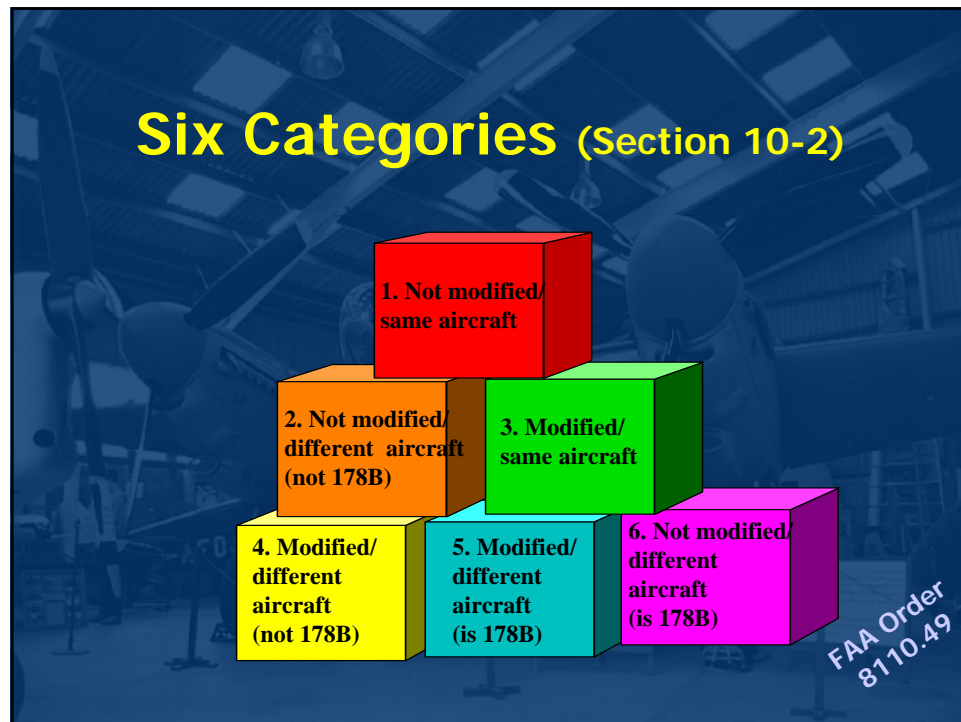 Six Categories (Section 10-2)
1. Not modified/
same aircraft
2. Not modified/
different aircraft
(not 178B)
3. Modified/
same aircraft
4. Modified/
different
aircraft
(not 178B)
5. Modified/
different
aircraft
(is 178B)
6. Not modified/
different
aircraft
(is 178B)
FAA Order
8110.49